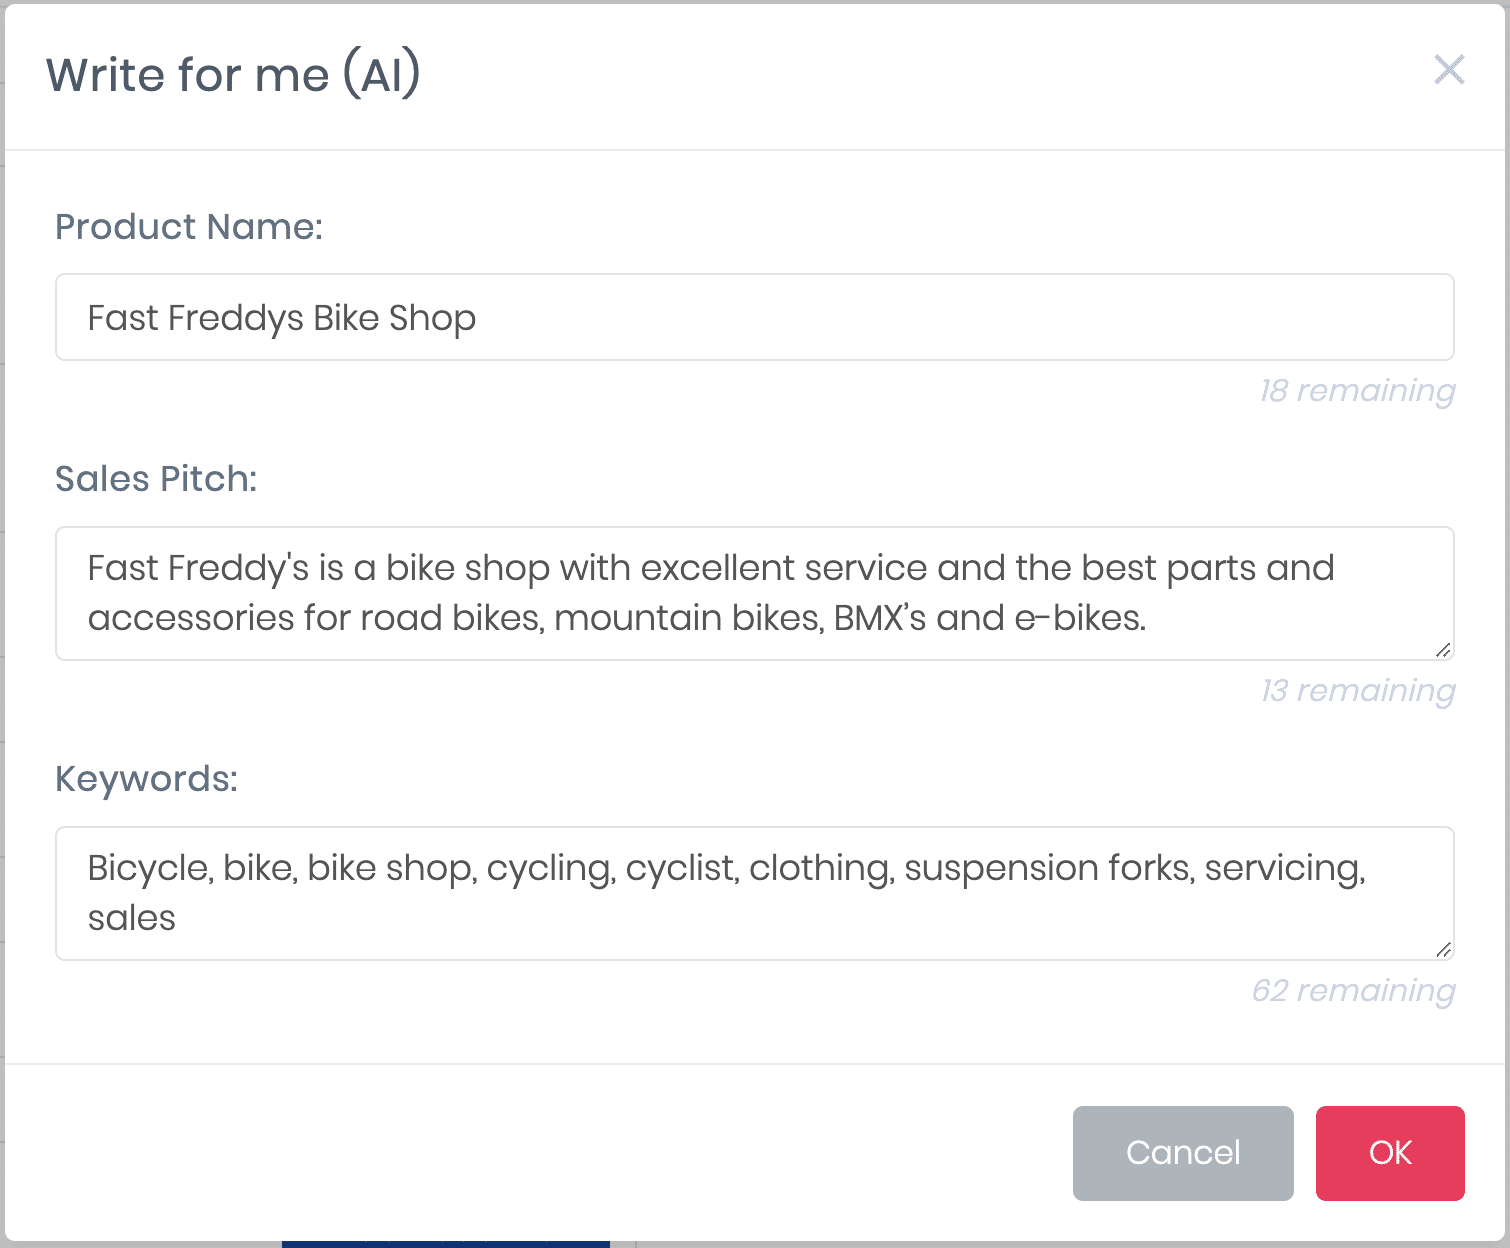 Write for me (AI)
Product Name:
Fast Freddys Bike Shop
18 remaining
Sales Pitch:
Fast Freddy's is a bike shop with excellent service and the best parts and
accessories for road bikes, mountain bikes, BMX’s and e-bikes.
13 remaining
Keywords:
Bicycle, bike, bike shop, cycling, cyclist, clothing, suspension forks, servicing,
sales
62 remaining
Cancel
OK